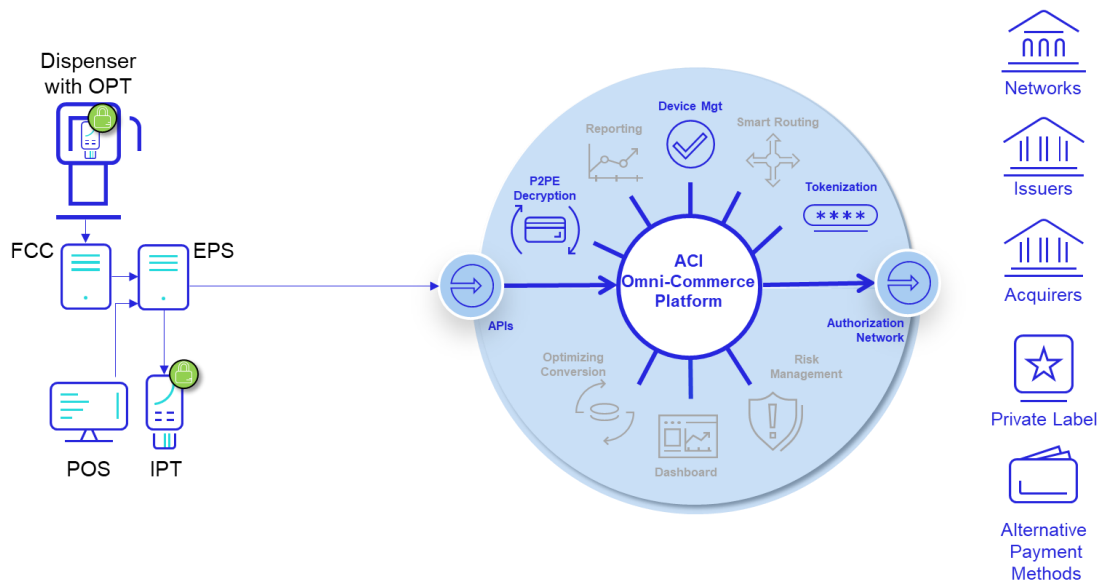 Dispenser
with OPT
FCC
EPS
POS
IPT
Device Mgt
Reporting
Smart Routing
P2PE
Decryption
Tokenization
****
ACI
Omni-Commerce
Platform
APIs
Authorization
Network
Optimizing
Conversion
Risk
Management
Dashboard
Networks
Issuers
Acquirers
Private Label
Alternative
Payment
Methods